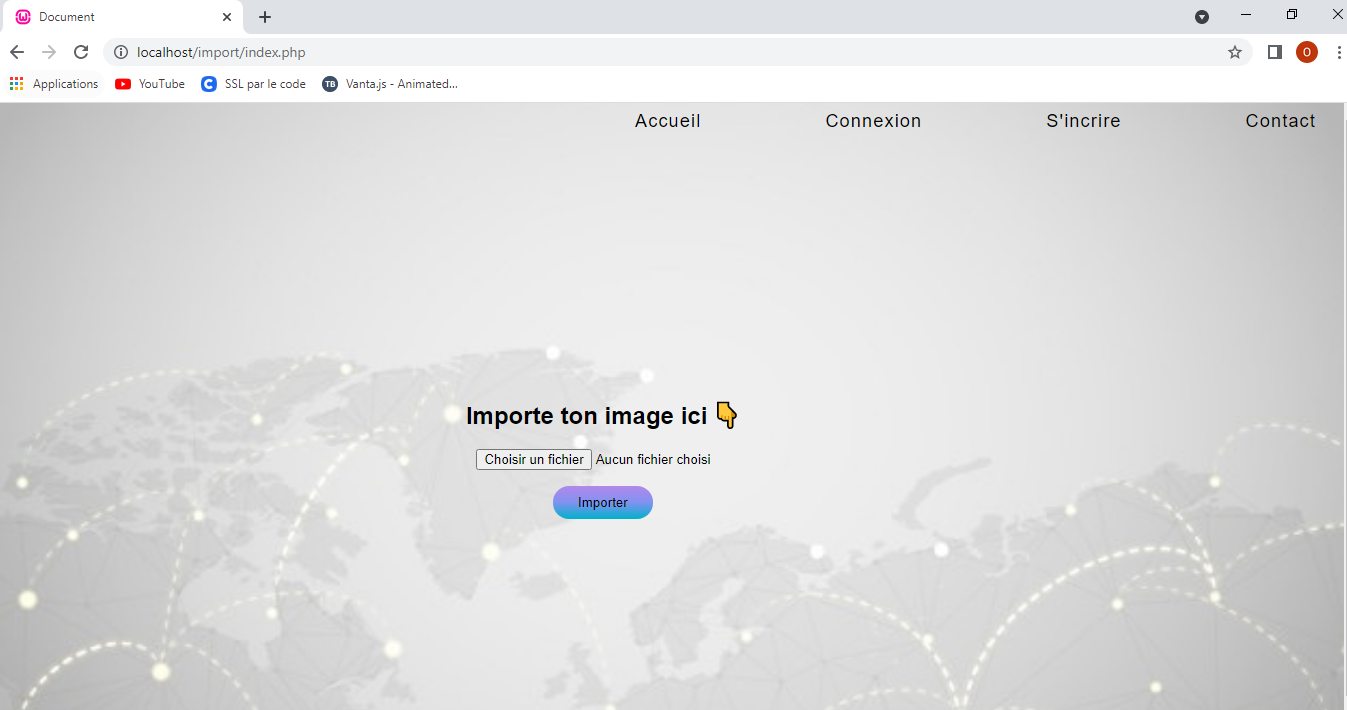 Document
localhost/import/index.php
O
Applications YouTube SSL par le code TB Vanta.js - Animated...
Accueil Connexion S'incrire Contact
Importe ton image ici 👇
Choisir un fichier Aucun fichier choisi
Importer